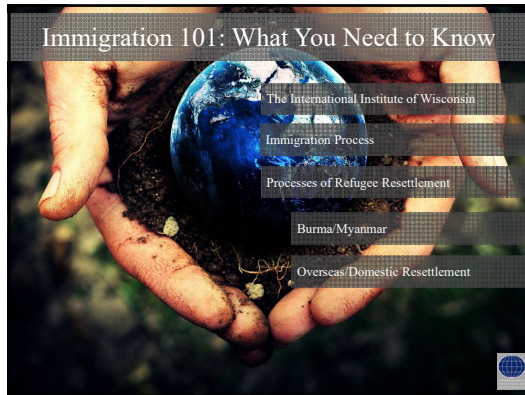 Immigration 101: What You Need to Know
The International Institute of Wisconsin
Immigration Process
Processes of Refugee Resettlement
Burma/Myanmar
Overseas/Domestic Resettlement